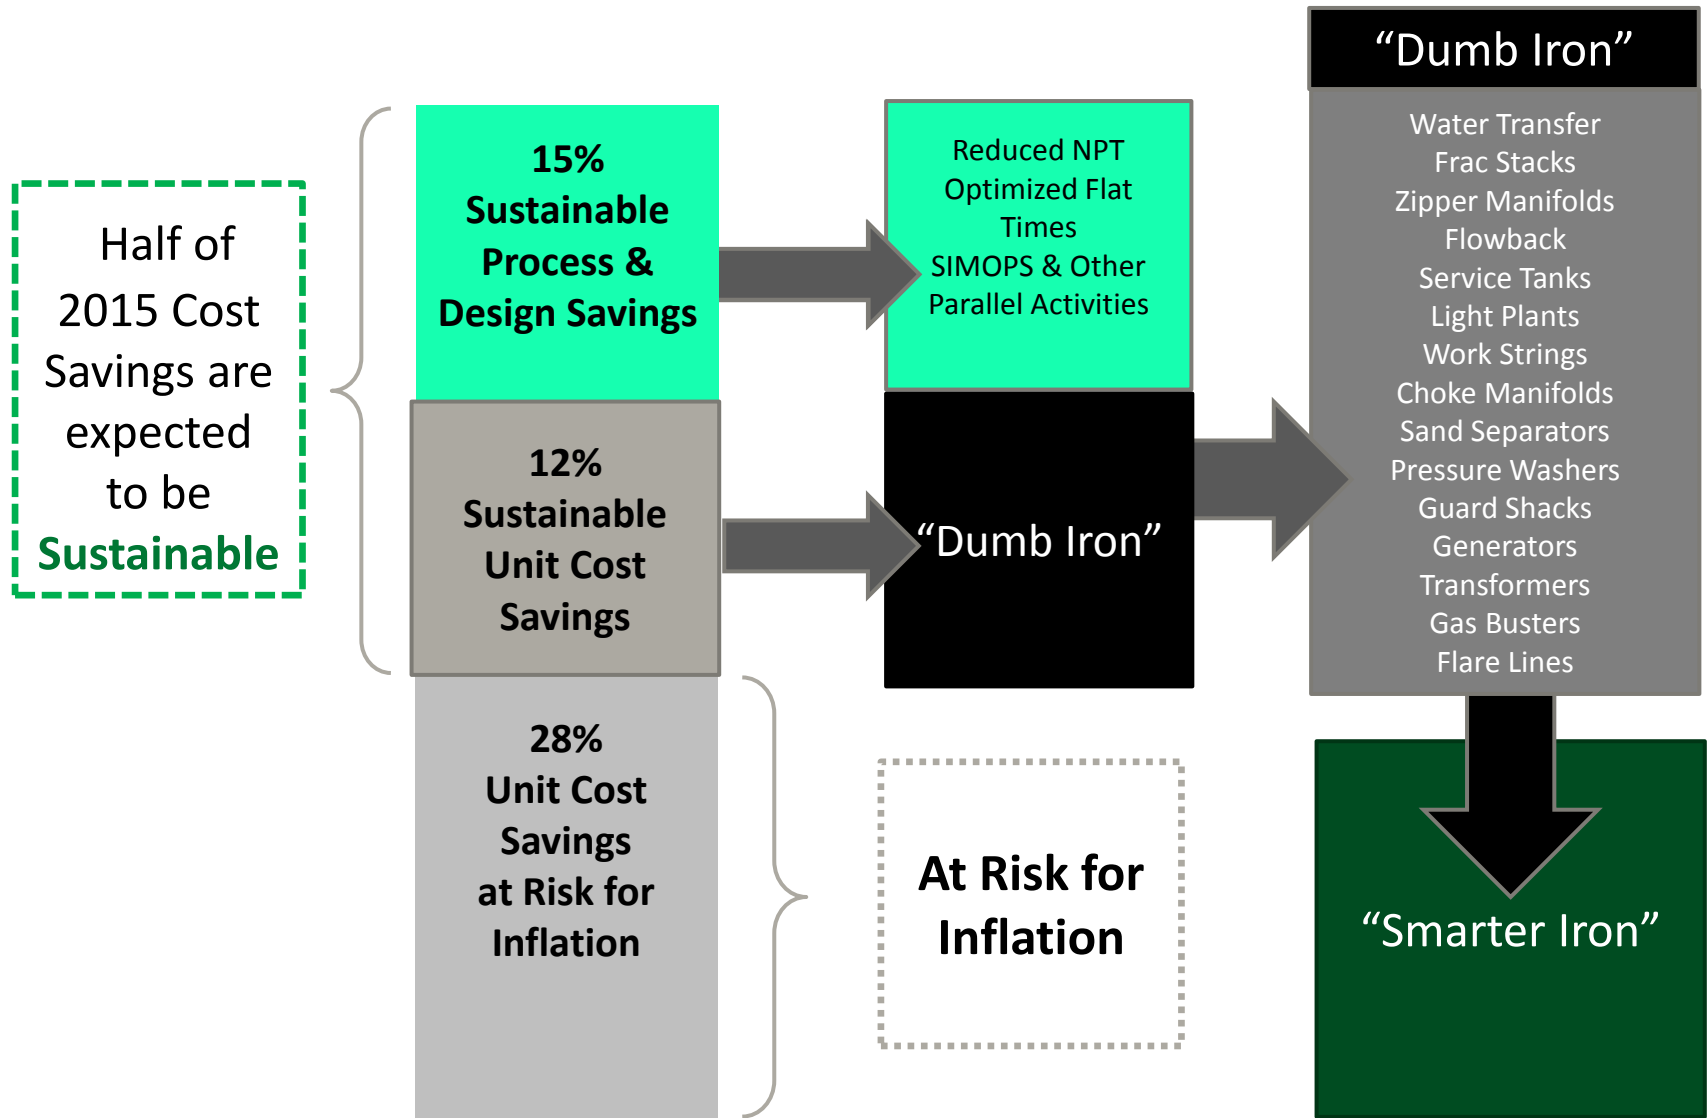 Half of
2015 Cost
Savings are
expected
to be
Sustainable
15%
Sustainable
Process &
Design Savings
12%
Sustainable
Unit Cost
Savings
28%
Unit Cost
Savings
at Risk for
Inflation
Reduced NPT
Optimized Flat
Times
SIMOPS & Other
Parallel Activities
“Dumb Iron”
At Risk for
Inflation
“Dumb Iron”
Water Transfer
Frac Stacks
Zipper Manifolds
Flowback
Service Tanks
Light Plants
Work Strings
Choke Manifolds
Sand Separators
Pressure Washers
Guard Shacks
Generators
Transformers
Gas Busters
Flare Lines
“Smarter Iron”